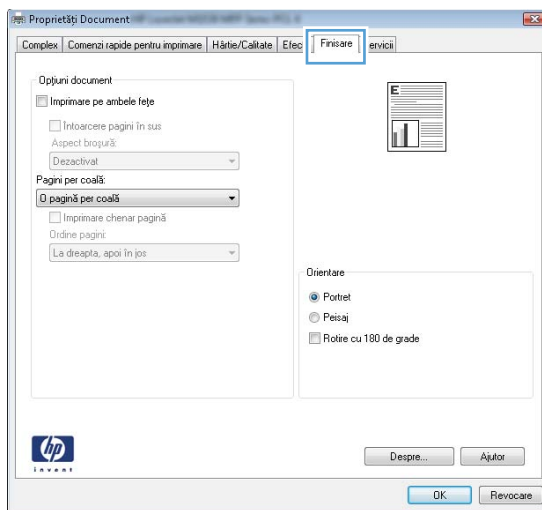 Proprietăți Document
Complex
Comenzi rapide pentru imprimare
Hârtie/Calitate
Efec
Finisare
ervicii
Opțiuni document
Imprimare pe ambele fețe
Întoarcere pagini în sus
Aspect broșură:
Dezactivat
Pagini per coală:
O pagină per coală
Imprimare chenar pagină
Ordine pagini:
La dreapta, apoi în jos
E
Orientare
Portret
Peisaj
Rotire cu 180 de grade
hp
invent
Despre...
Ajutor
OK
Revocare